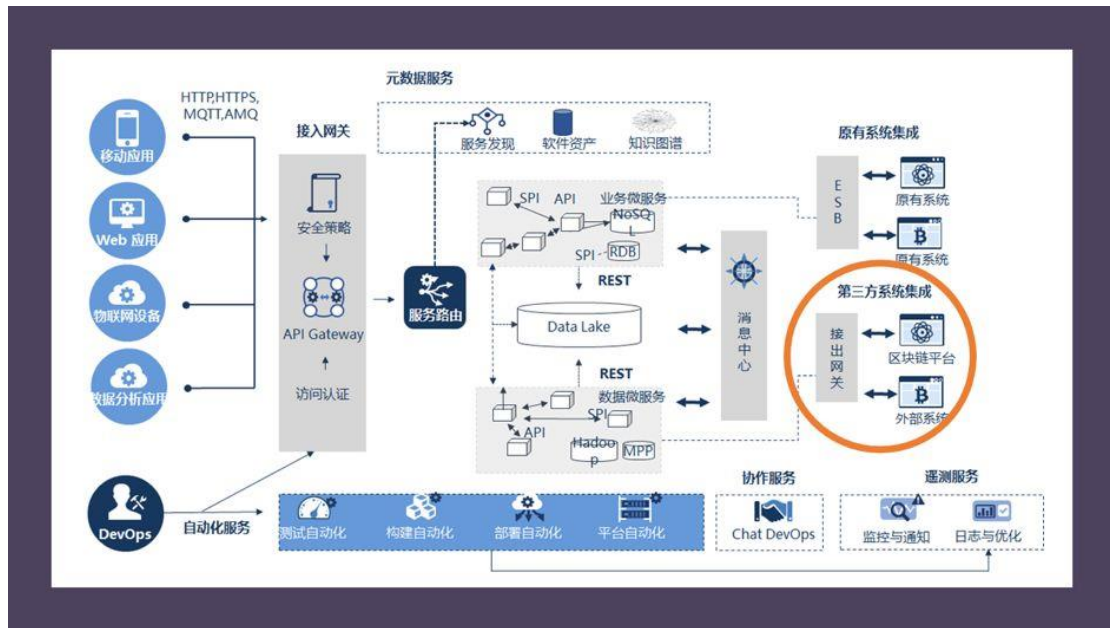 元数据服务
HTTP,HTTPS,
MQTT,AMQ
移动应用
Web 应用
物联网设备
数据分析应用
接入网关
安全策略
API Gateway
访问认证
服务发现
软件资产
知识图谱
服务路由
SPI
API
业务微服务
NoSQ
L
SPI
RDB
REST
Data Lake
REST
数据微服务
SPI
API
Hadoo
p
MPP
消息中心
原有系统集成
ESB
原有系统
原有系统
第三方系统集成
接出网关
区块链平台
外部系统
DevOps
自动化服务
测试自动化
构建自动化
部署自动化
平台自动化
协作服务
Chat DevOps
遥测服务
监控与通知
日志与优化